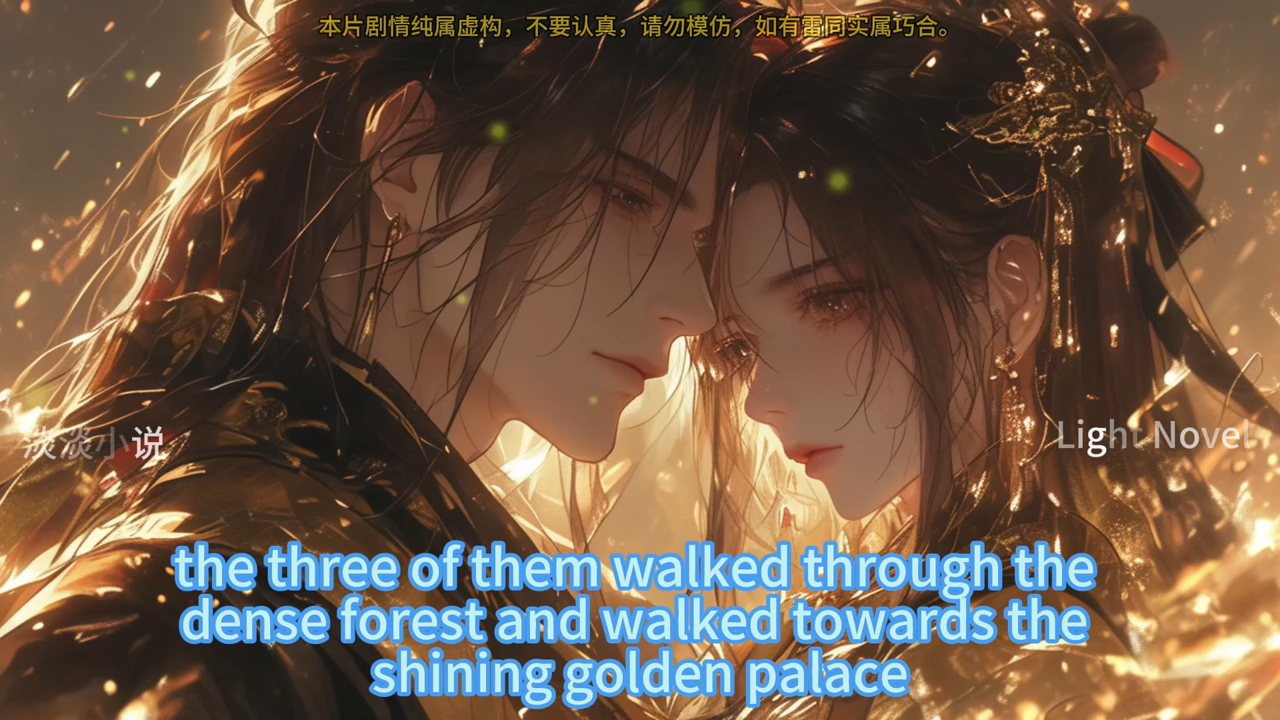 本片剧情纯属虚构，不要认真，请勿模仿，如有雷同实属巧合。
淡淡小说
Light Novel
the three of them walked through the
dense forest and walked towards the
shining golden palace